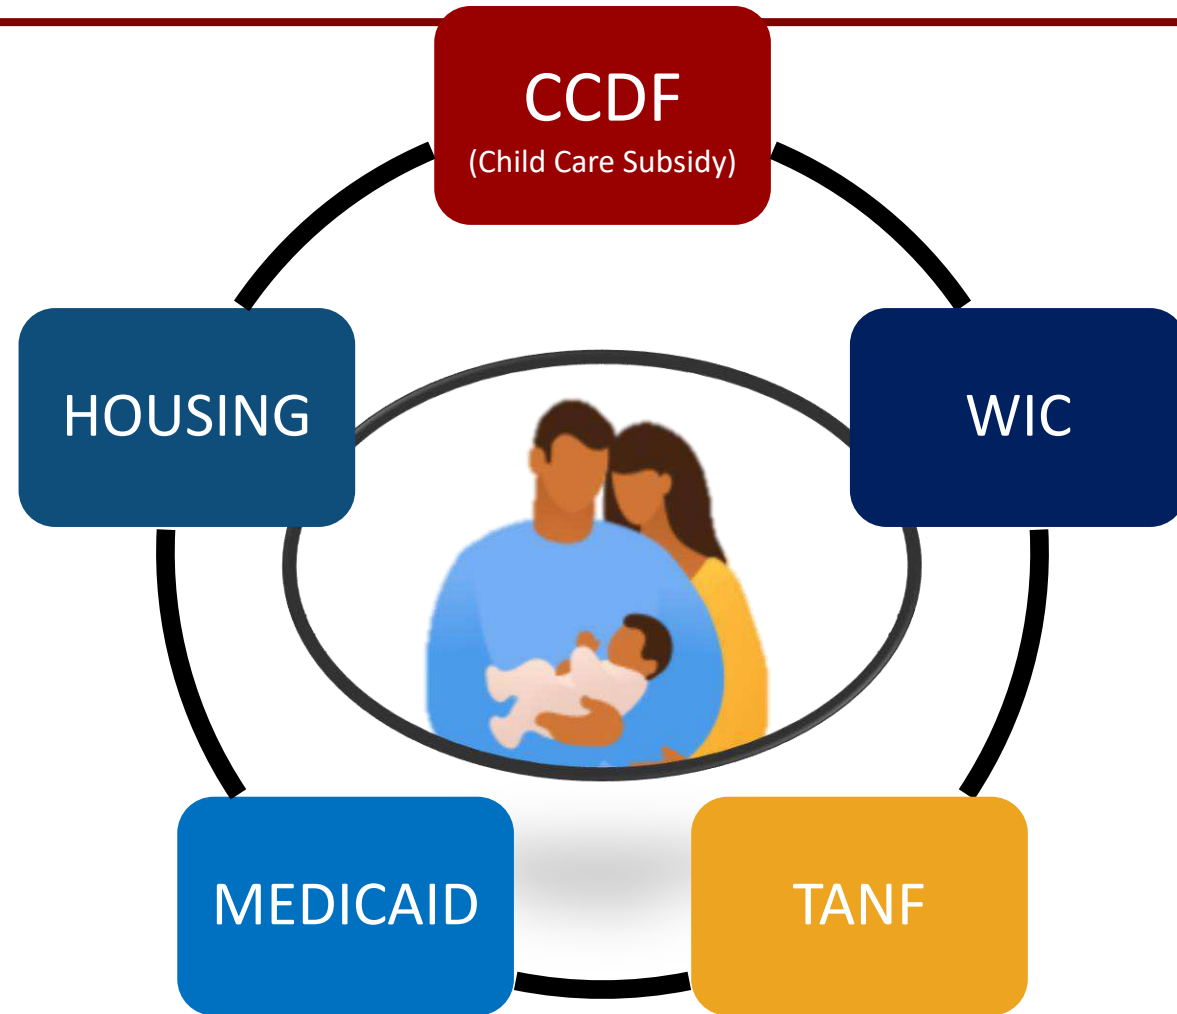 CCDF
(Child Care Subsidy)
HOUSING
WIC
MEDICAID
TANF